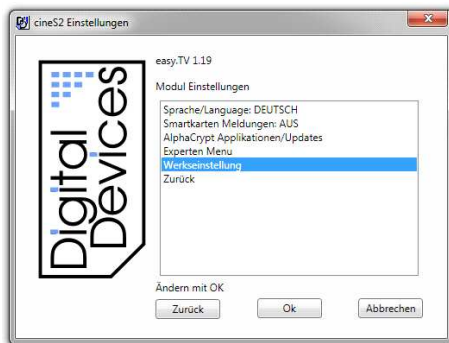 cineS2 Einstellungen
Digital
Devices
easy.TV 1.19
Modul Einstellungen
Sprache/Language: DEUTSCH
Smartkarten Meldungen: AUS
AlphaCrypt Applikationen/Updates
Experten Menu
Werkseinstellung
Zurück
Ändern mit OK
Zurück
Ok
Abbrechen